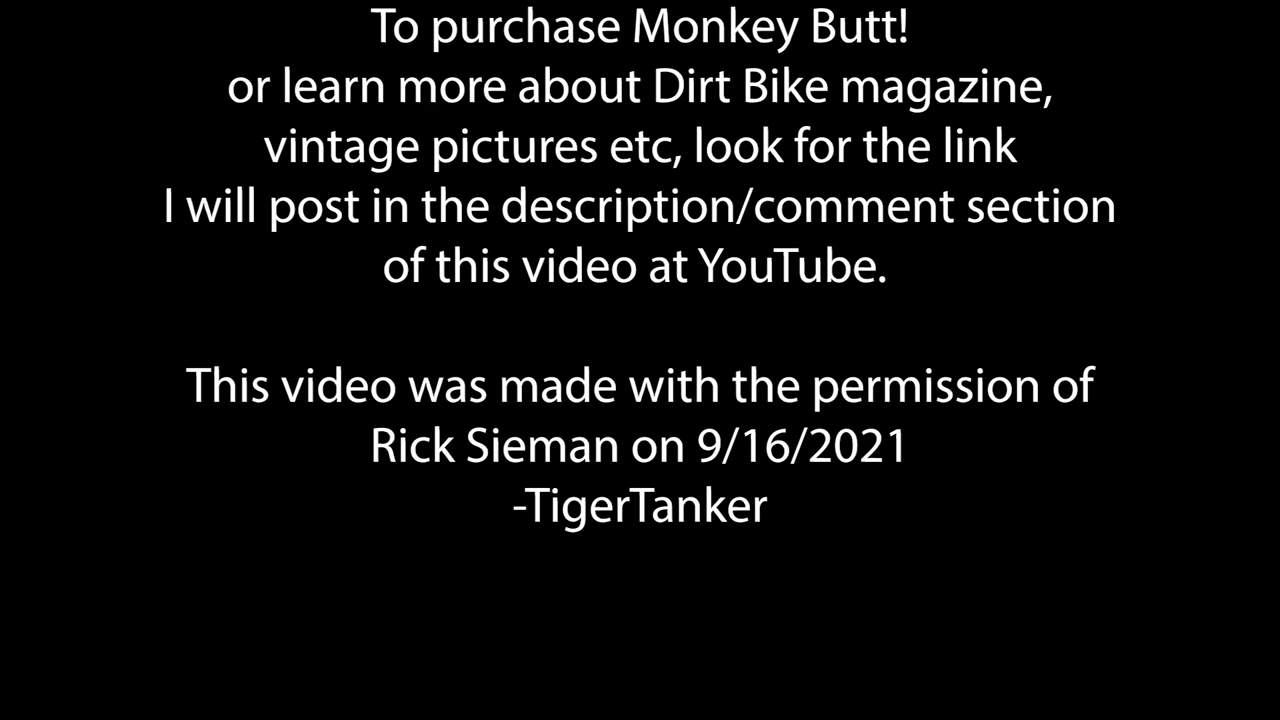 To purchase Monkey Butt!
or learn more about Dirt Bike magazine,
vintage pictures etc, look for the link
I will post in the description/comment section
of this video at YouTube.
This video was made with the permission of
Rick Sieman on 9/16/2021
-TigerTanker